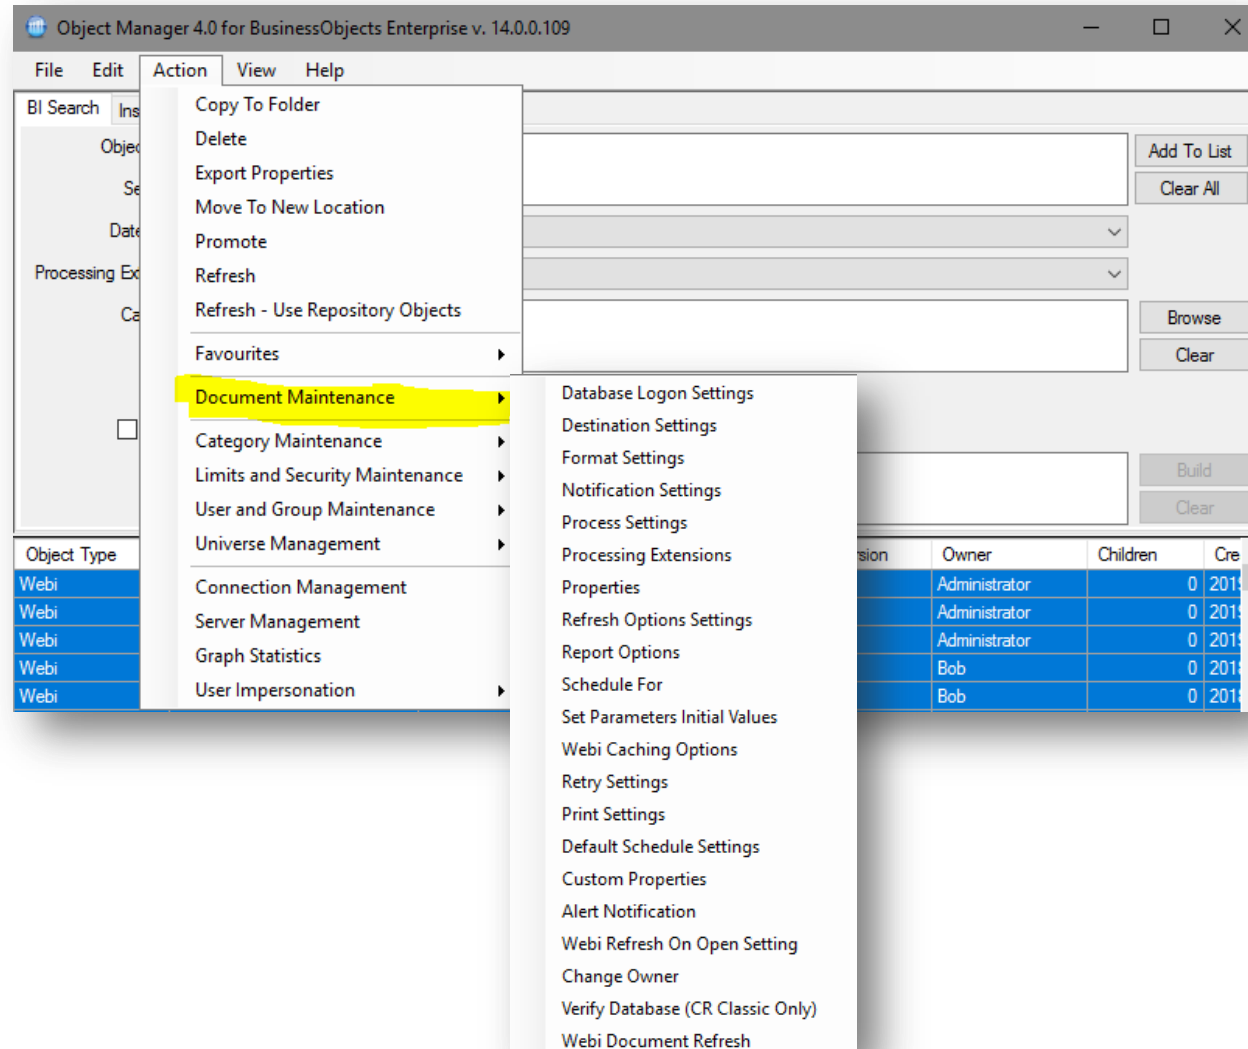 Object Manager 4.0 for BusinessObjects Enterprise v. 14.0.0.109
File Edit Action View Help
BI Search
Copy To Folder
Delete
Export Properties
Move To New Location
Promote
Refresh
Refresh - Use Repository Objects
Favourites
Document Maintenance
Category Maintenance
Limits and Security Maintenance
User and Group Maintenance
Universe Management
Connection Management
Server Management
Graph Statistics
User Impersonation
Database Logon Settings
Destination Settings
Format Settings
Notification Settings
Process Settings
Processing Extensions
Properties
Refresh Options Settings
Report Options
Schedule For
Set Parameters Initial Values
Webi Caching Options
Retry Settings
Print Settings
Default Schedule Settings
Custom Properties
Alert Notification
Webi Refresh On Open Setting
Change Owner
Verify Database (CR Classic Only)
Webi Document Refresh
Add To List
Clear All
Date
Processing
Browse
Clear
Build
Clear
Object Type Owner Children
Webi Administrator 0
Webi Administrator 0
Webi Administrator 0
Webi Bob 0
Webi Bob 0